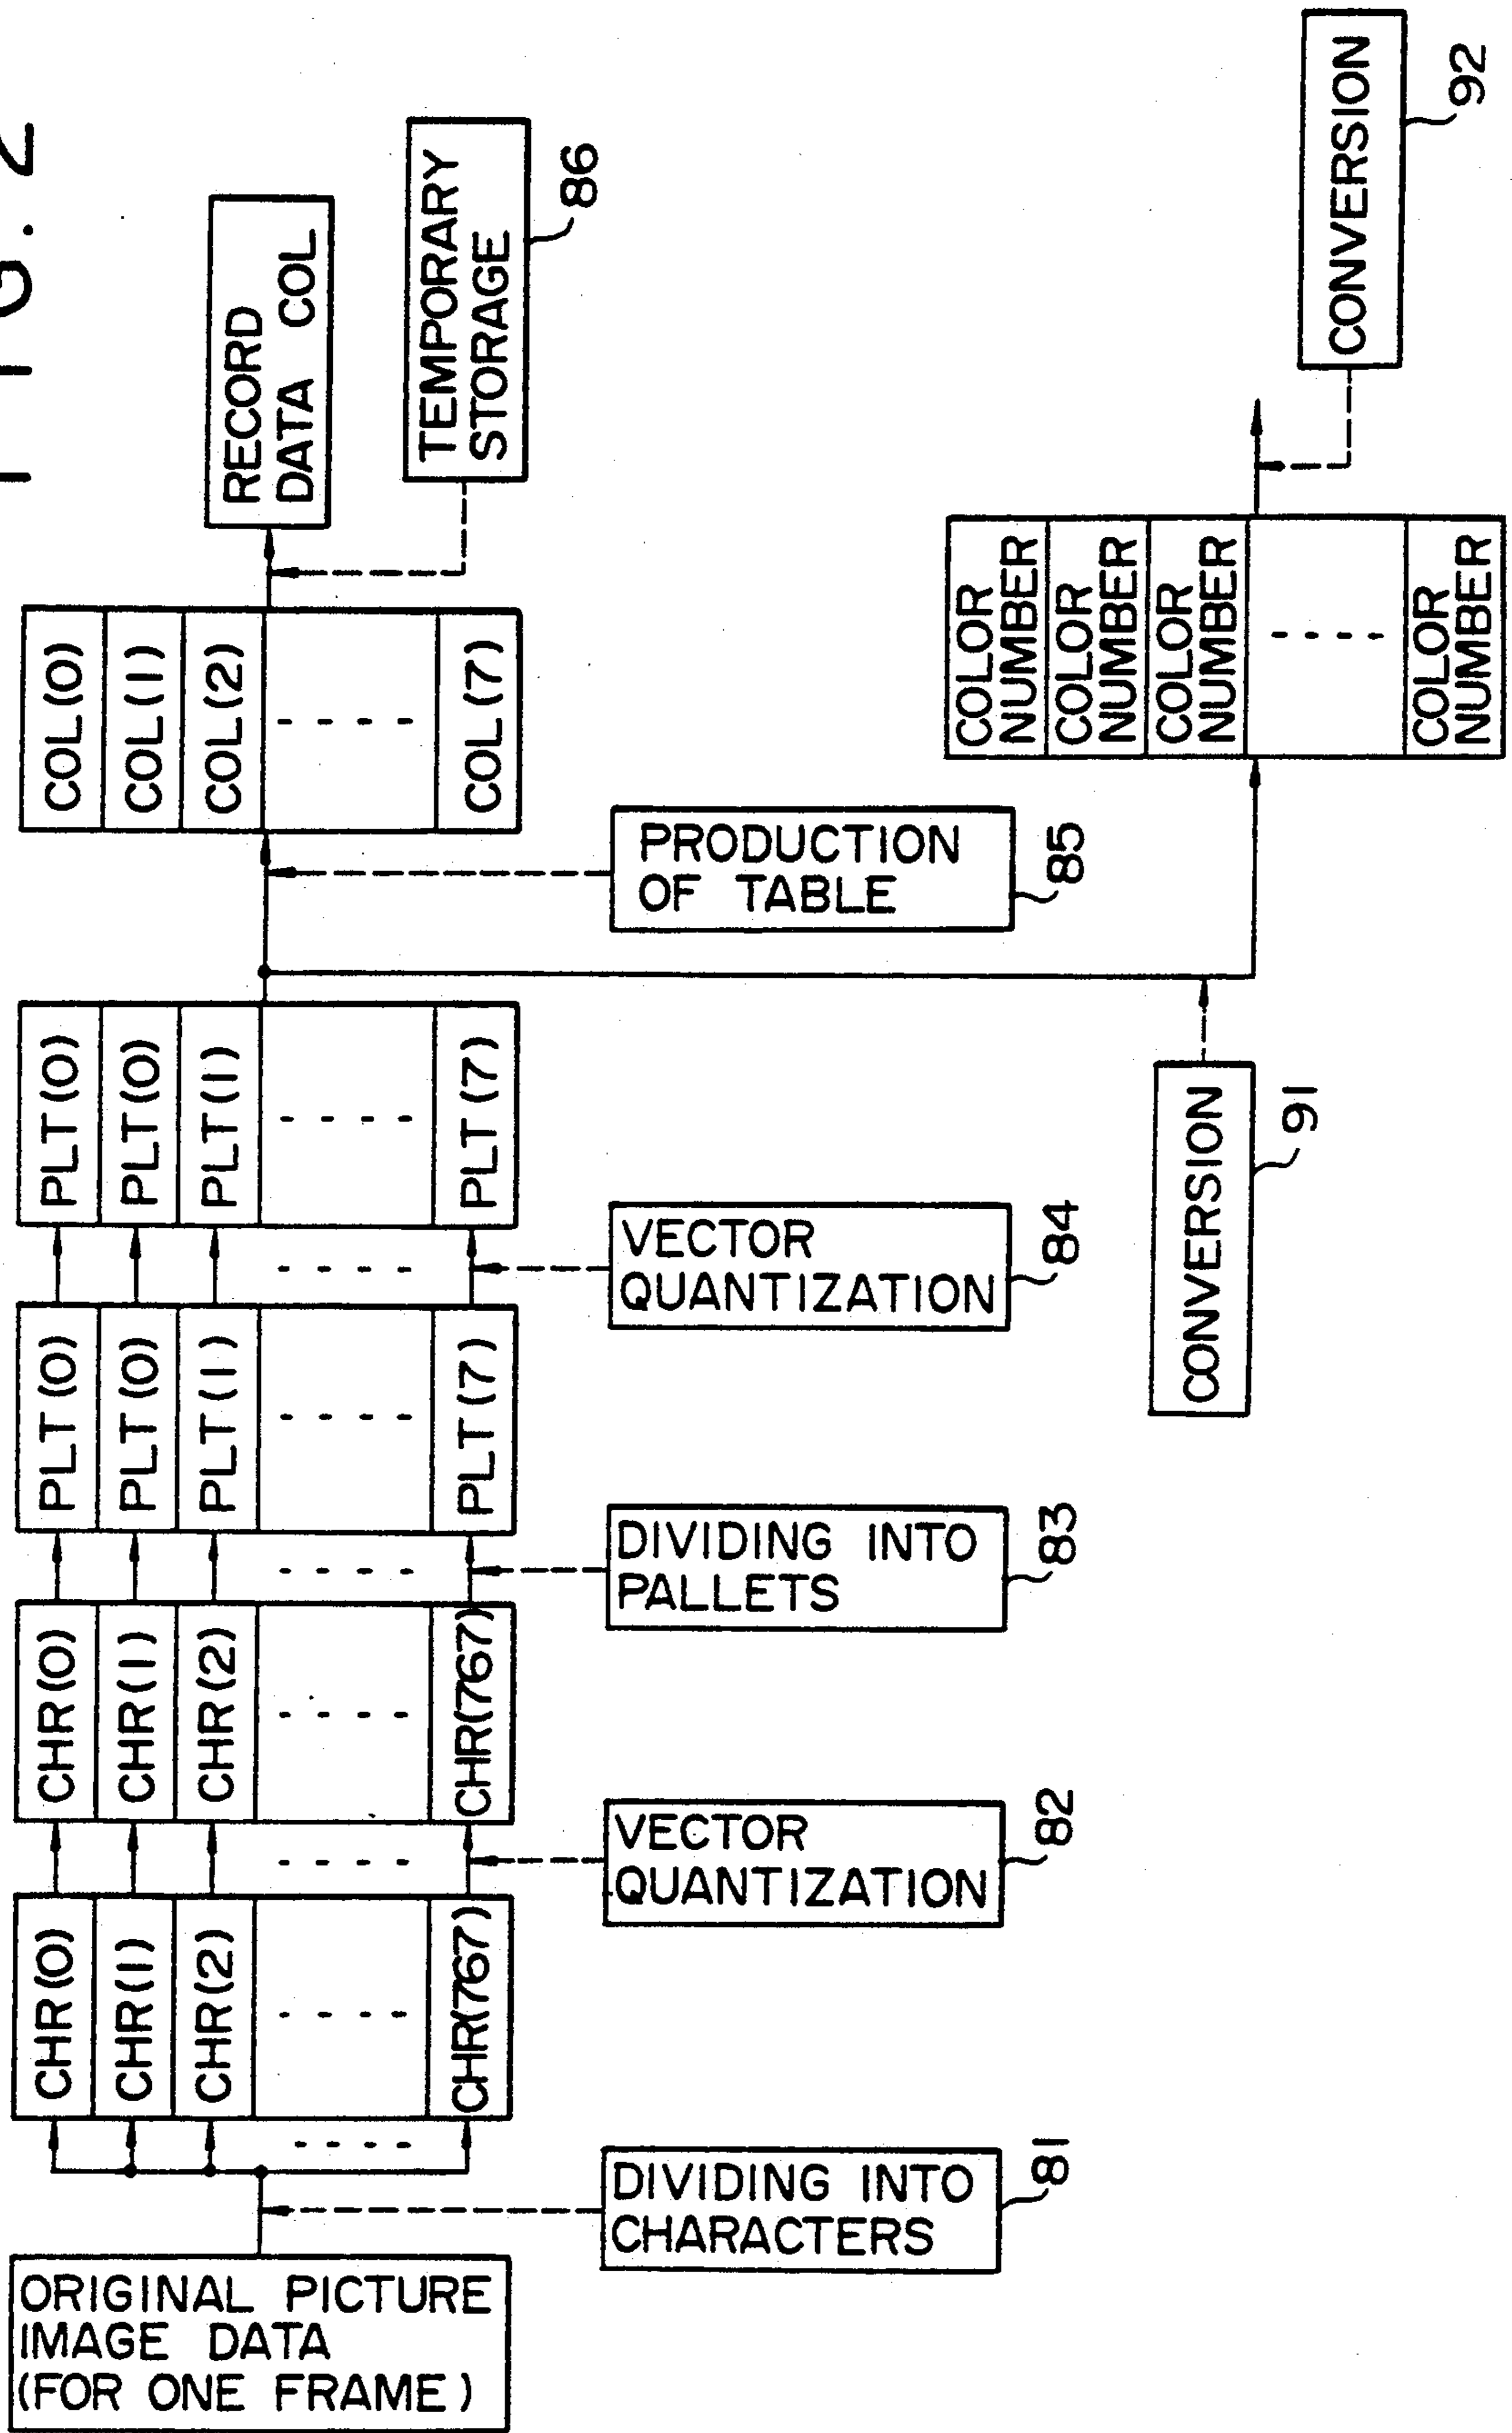 FIG. 2
ORIGINAL PICTURE
IMAGE DATA
(FOR ONE FRAME)
DIVIDING INTO
CHARACTERS
81
CHR(0)
CHR(1)
CHR(2)
CHR(767)
VECTOR
QUANTIZATION
82
CHR(0)
CHR(1)
CHR(2)
CHR(767)
DIVIDING INTO
PALLETS
83
PLT(0)
PLT(0)
PLT(1)
PLT(7)
VECTOR
QUANTIZATION
84
PLT(0)
PLT(0)
PLT(1)
PLT(7)
CONVERSION
91
PRODUCTION
OF TABLE
85
COL(0)
COL(1)
COL(2)
COL(7)
COLOR
NUMBER
COLOR
NUMBER
COLOR
NUMBER
COLOR
NUMBER
RECORD
DATA COL
TEMPORARY
STORAGE
86
CONVERSION
92